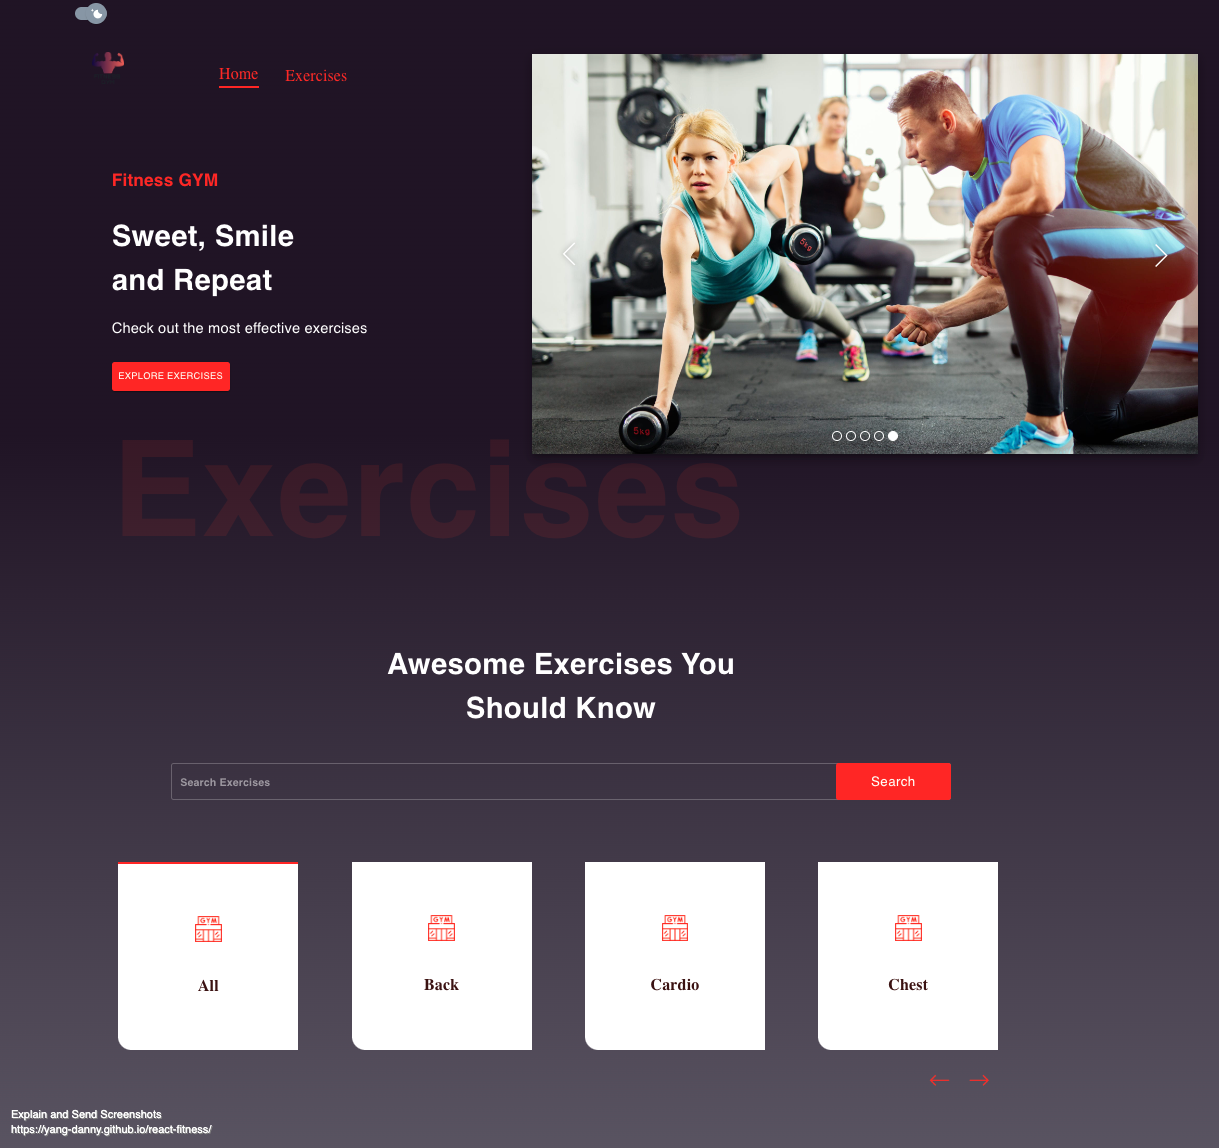 Home Exercises
Fitness GYM
Sweet, Smile
and Repeat
Check out the most effective exercises
EXPLORE EXERCISES
5kg
5kg
Exercises
Awesome Exercises You
Should Know
Search Exercises Search
GYM GYM GYM GYM
All Back Cardio Chest
Explain and Send Screenshots
https://yang-danny.github.io/react-fitness/